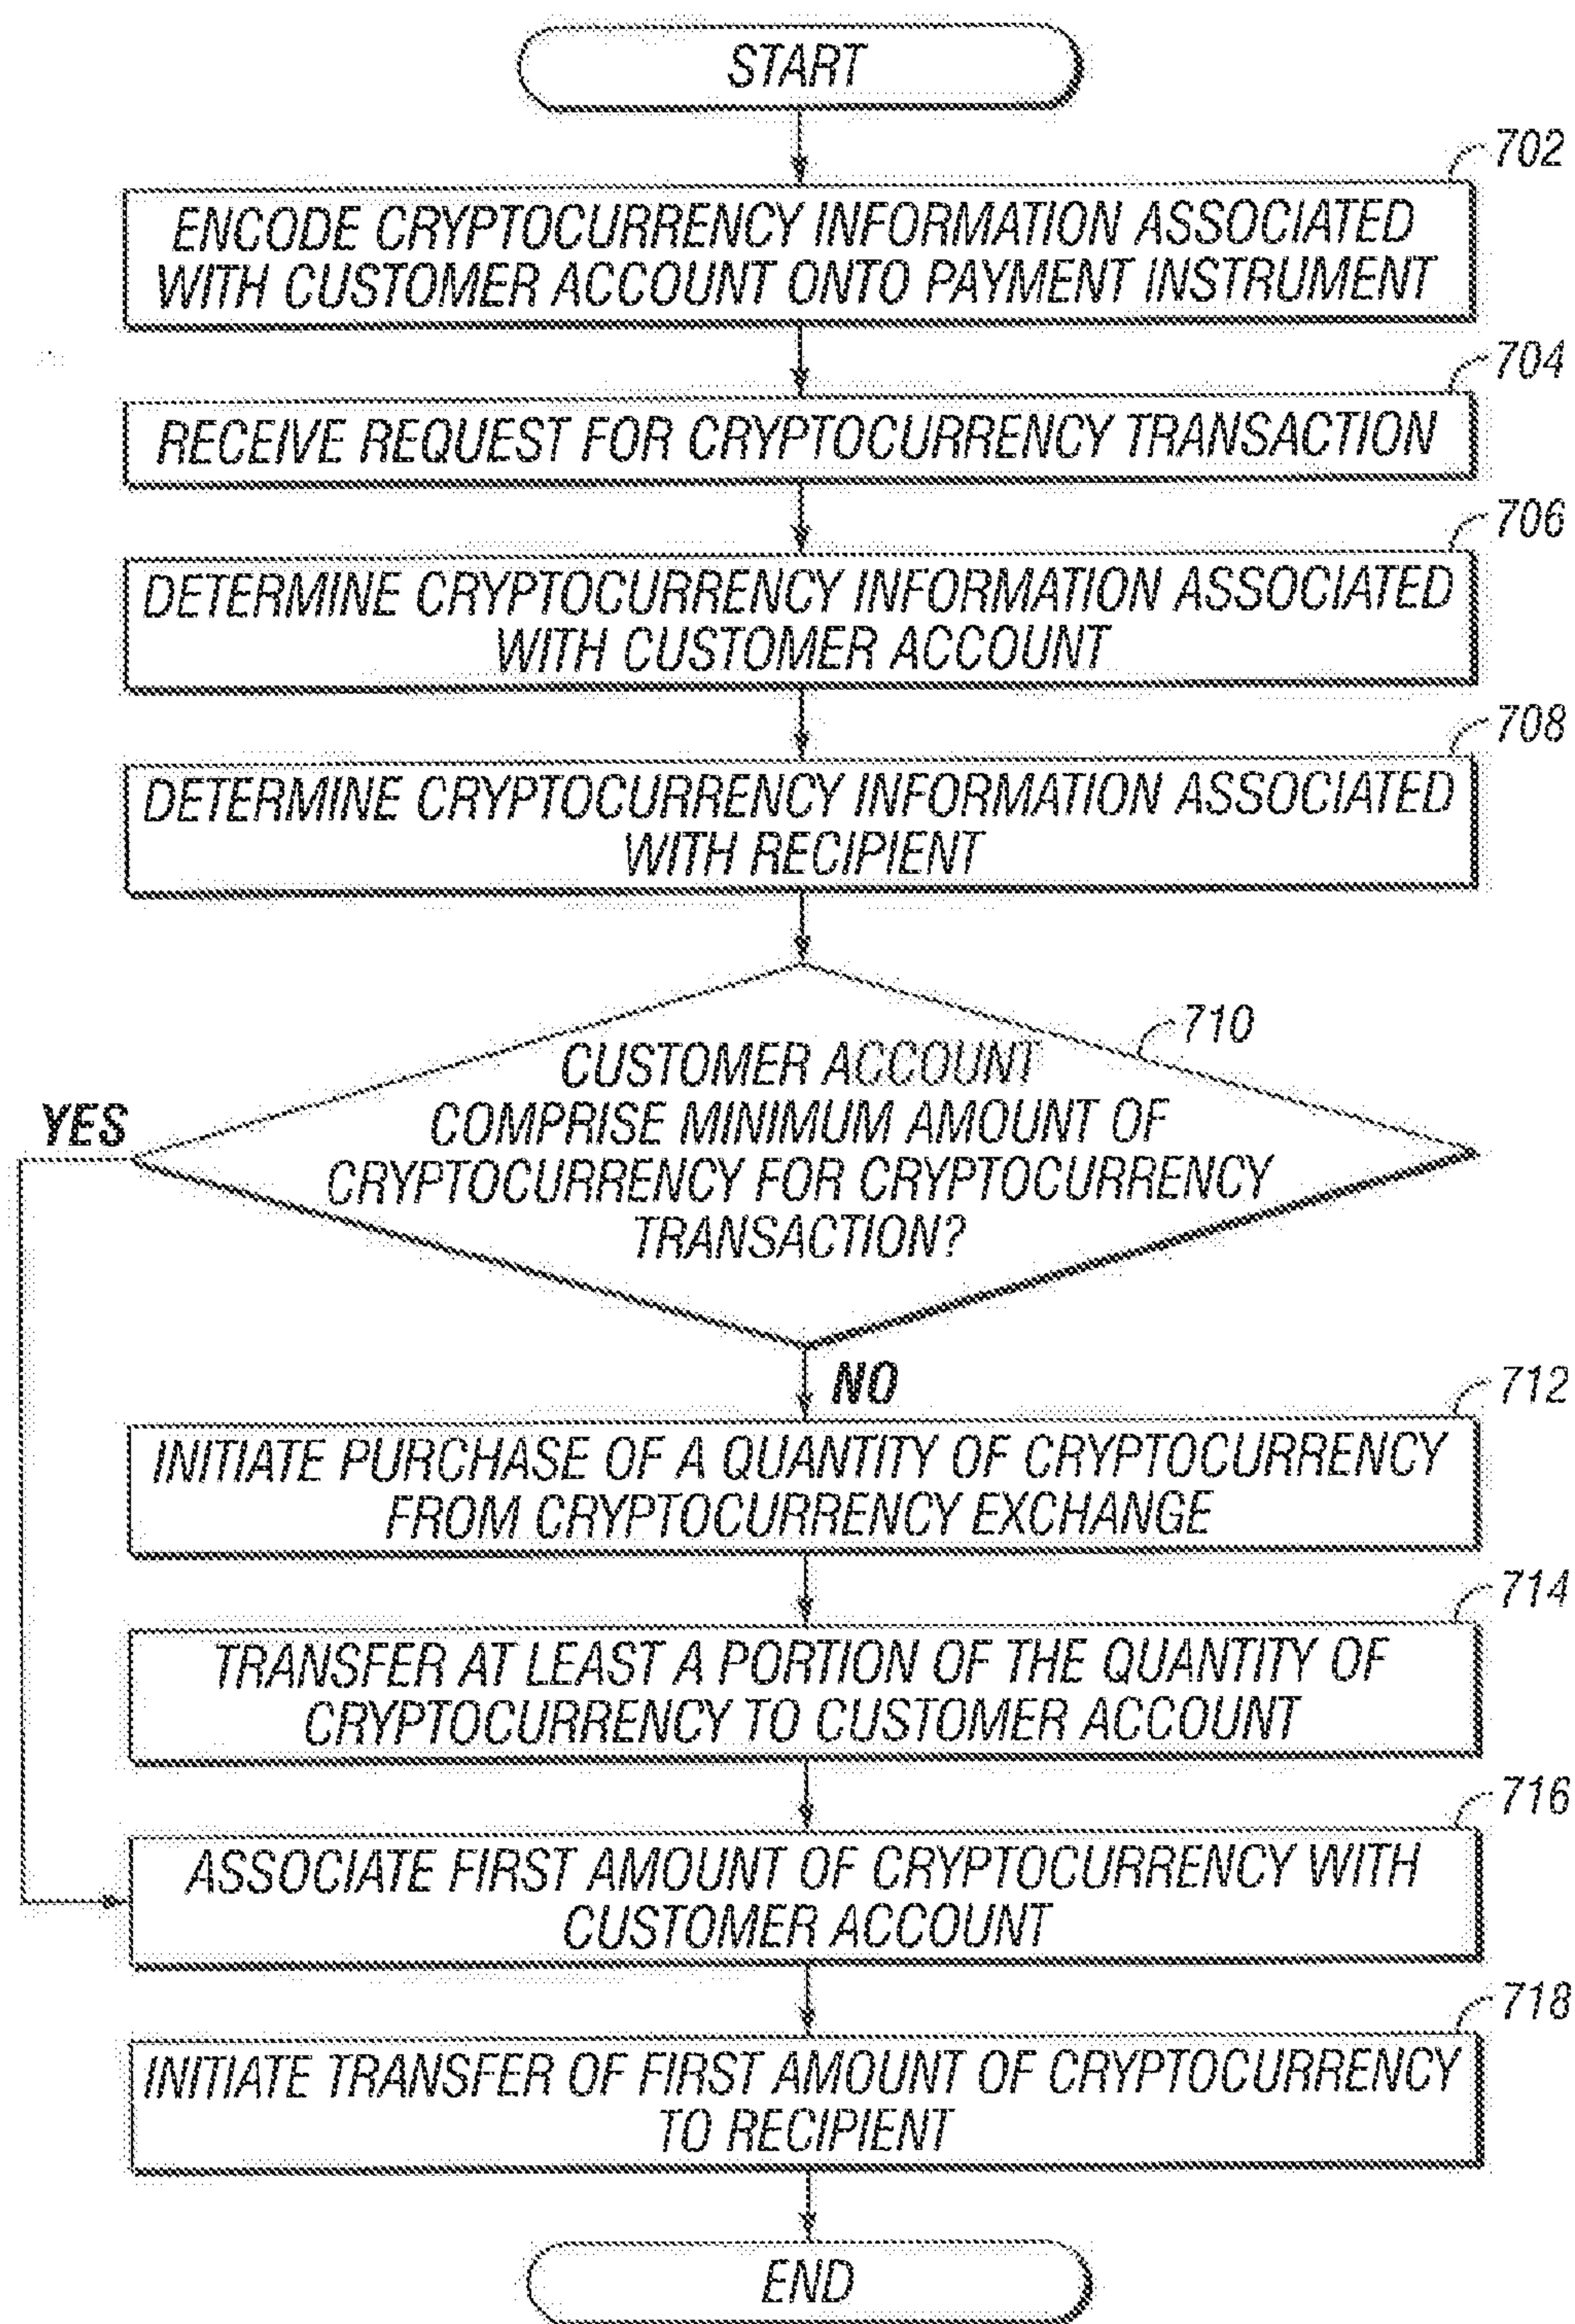 START
702
ENCODE CRYPTOCURRENCY INFORMATION ASSOCIATED
WITH CUSTOMER ACCOUNT ONTO PAYMENT INSTRUMENT
704
RECEIVE REQUEST FOR CRYPTOCURRENCY TRANSACTION
706
DETERMINE CRYPTOCURRENCY INFORMATION ASSOCIATED
WITH CUSTOMER ACCOUNT
708
DETERMINE CRYPTOCURRENCY INFORMATION ASSOCIATED
WITH RECIPIENT
710
CUSTOMER ACCOUNT
COMPRISE MINIMUM AMOUNT OF
CRYPTOCURRENCY FOR CRYPTOCURRENCY
TRANSACTION?
YES
NO
712
INITIATE PURCHASE OF A QUANTITY OF CRYPTOCURRENCY
FROM CRYPTOCURRENCY EXCHANGE
714
TRANSFER AT LEAST A PORTION OF THE QUANTITY OF
CRYPTOCURRENCY TO CUSTOMER ACCOUNT
716
ASSOCIATE FIRST AMOUNT OF CRYPTOCURRENCY WITH
CUSTOMER ACCOUNT
718
INITIATE TRANSFER OF FIRST AMOUNT OF CRYPTOCURRENCY
TO RECIPIENT
END